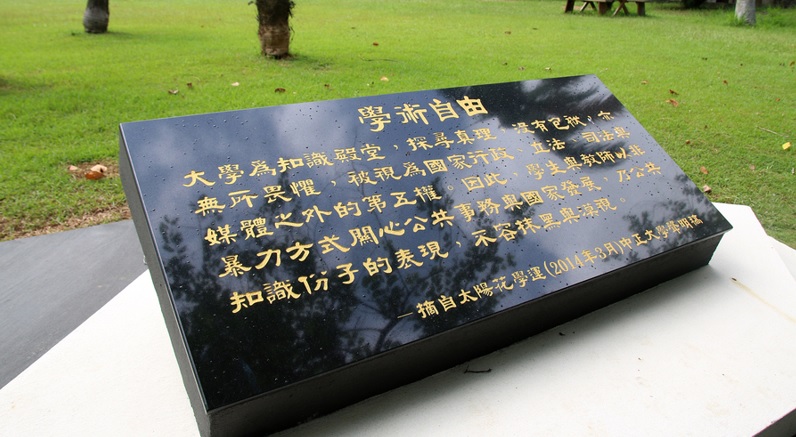 學術自由
大學為知識殿堂，探尋真理，沒有包袱，亦
無所畏懼，被視為國家行政、立法、司法與
媒體之外的第五權。因此，學生與教師以非
暴力方式關心公共事務與國家發展，乃公共
知識份子的表現，不容抹黑與漠視。
—摘自太陽花學運(2014年3月)中正大學聲明稿